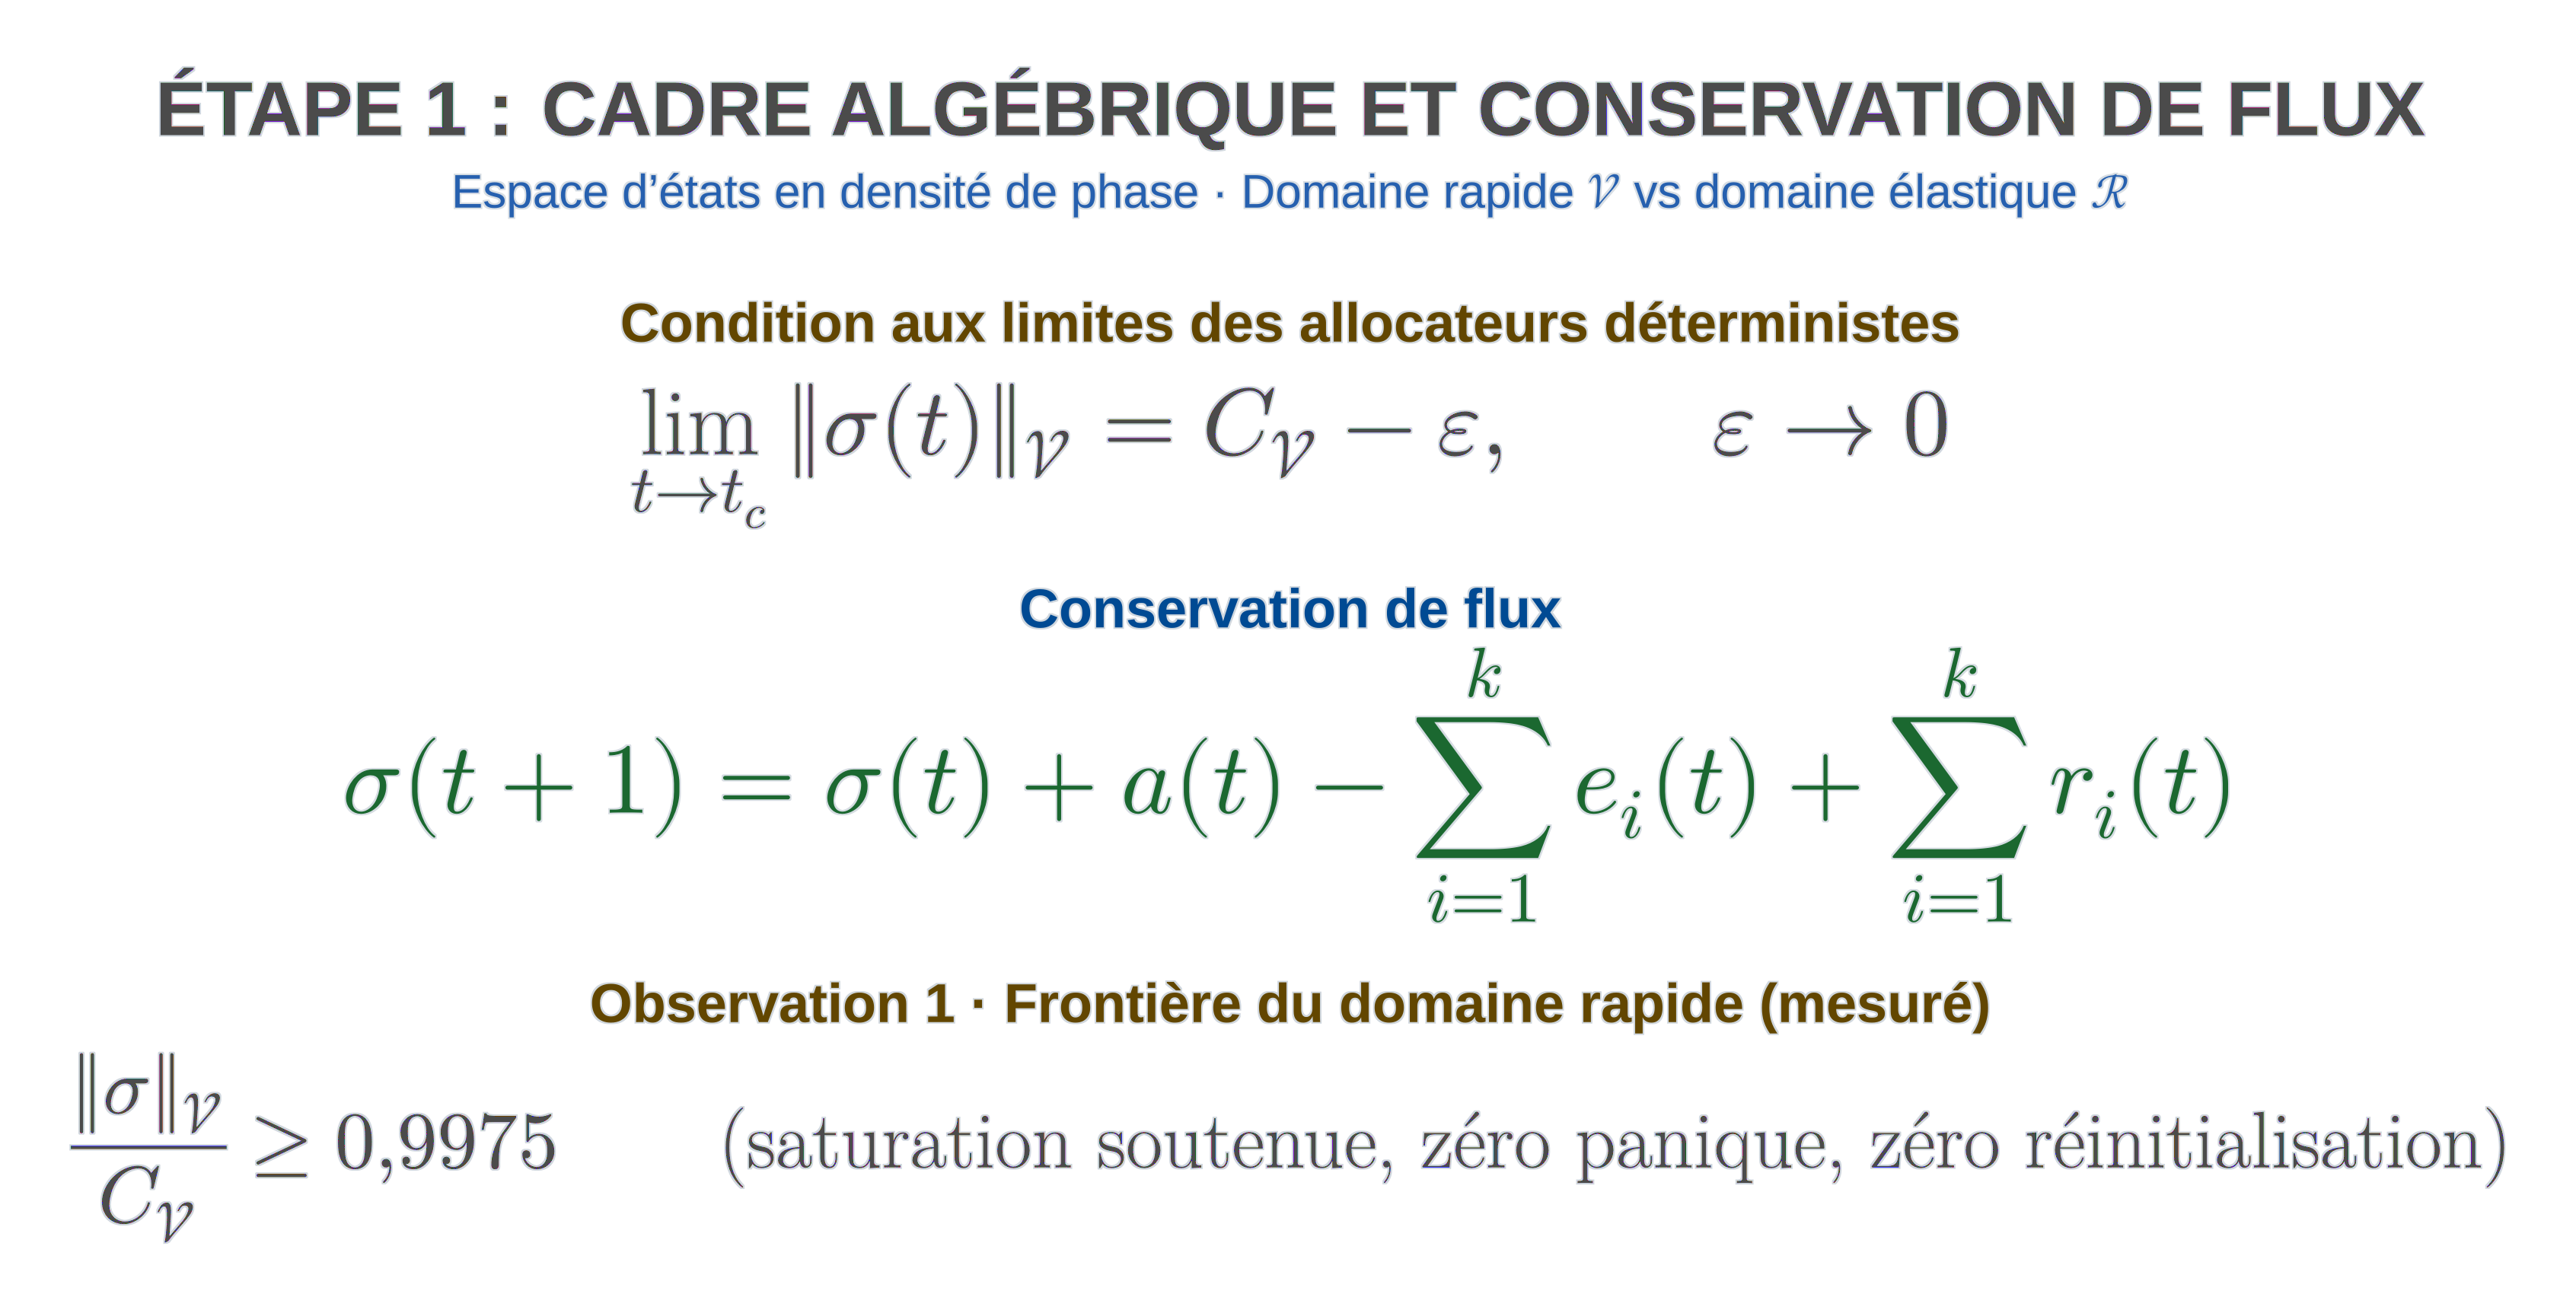 ÉTAPE 1 : CADRE ALGÉBRIQUE ET CONSERVATION DE FLUX
Espace d’états en densité de phase · Domaine rapide 𝒱 vs domaine élastique ℛ
Condition aux limites des allocateurs déterministes
lim_{t→t_c} ‖σ(t)‖_𝒱 = C_𝒱 − ε, ε → 0
Conservation de flux
σ(t + 1) = σ(t) + a(t) − ∑_{i=1}^{k} e_i(t) + ∑_{i=1}^{k} r_i(t)
Observation 1 · Frontière du domaine rapide (mesuré)
‖σ‖_𝒱 / C_𝒱 ≥ 0,9975 (saturation soutenue, zéro panique, zéro réinitialisation)